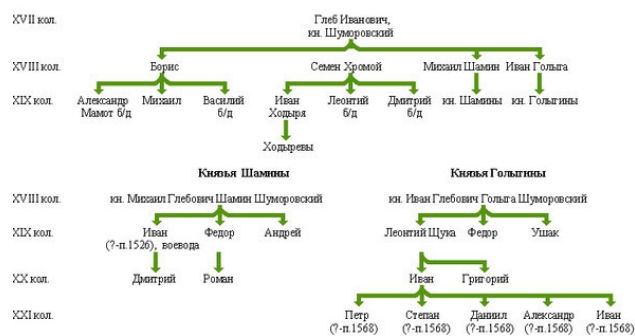 XVII кол.
Глеб Иванович,
кн. Шуморовский
XVIII кол.
Борис
Семен Хромой
Михаил Шамин
Иван Голыга
XIX кол.
Александр
Мамот б/д
Михаил
Василий
б/д
Иван
Ходыря
Леонтий
б/д
Дмитрий
б/д
кн. Шамины
кн. Голыгины
Ходыревы
Князья Шамины
Князья Голыгины
XVIII кол.
кн. Михаил Глебович Шамин Шуморовский
кн. Иван Глебович Голыга Шуморовский
XIX кол.
Иван
(?-п.1526), воевода
Федор
Андрей
Леонтий Щука
Федор
Ушак
XX кол.
Дмитрий
Роман
Иван
Григорий
XXI кол.
Петр
(?-п.1568)
Степан
(?-п.1568)
Даниил
(?-п.1568)
Александр
(?-п.1568)
Иван
(?-п.1568)